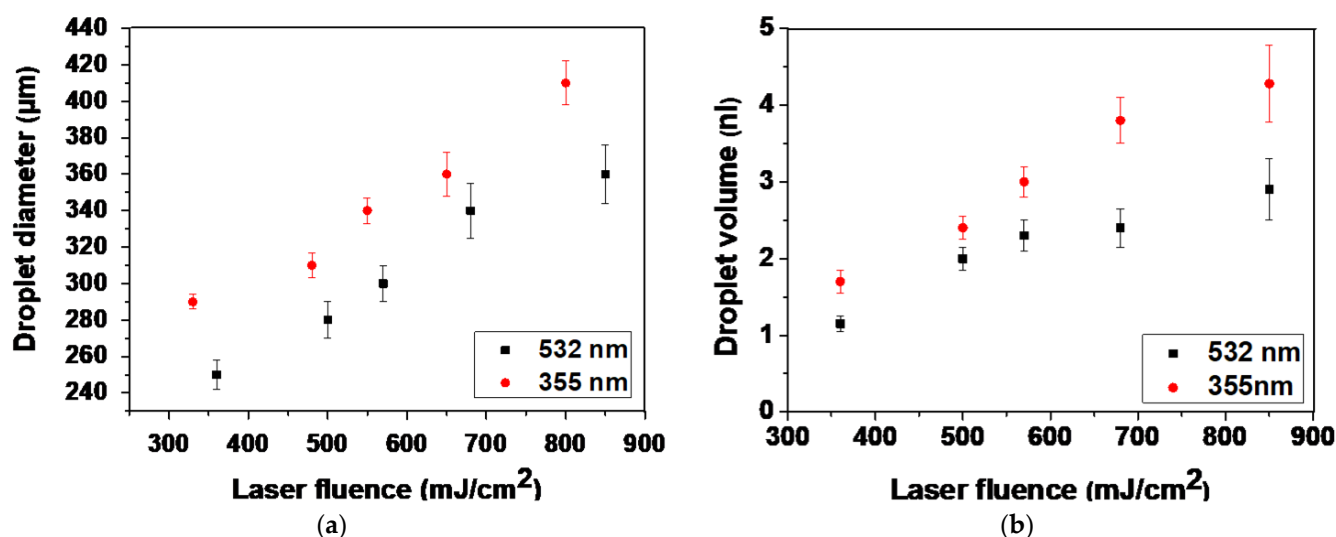 Droplet diameter (µm)
440
420
400
380
360
340
320
300
280
260
240
300 400 500 600 700 800 900
Laser fluence (mJ/cm²)
532 nm
355 nm
(a)
Droplet volume (nl)
5
4
3
2
1
0
300 400 500 600 700 800 900
Laser fluence (mJ/cm²)
532 nm
355nm
(b)